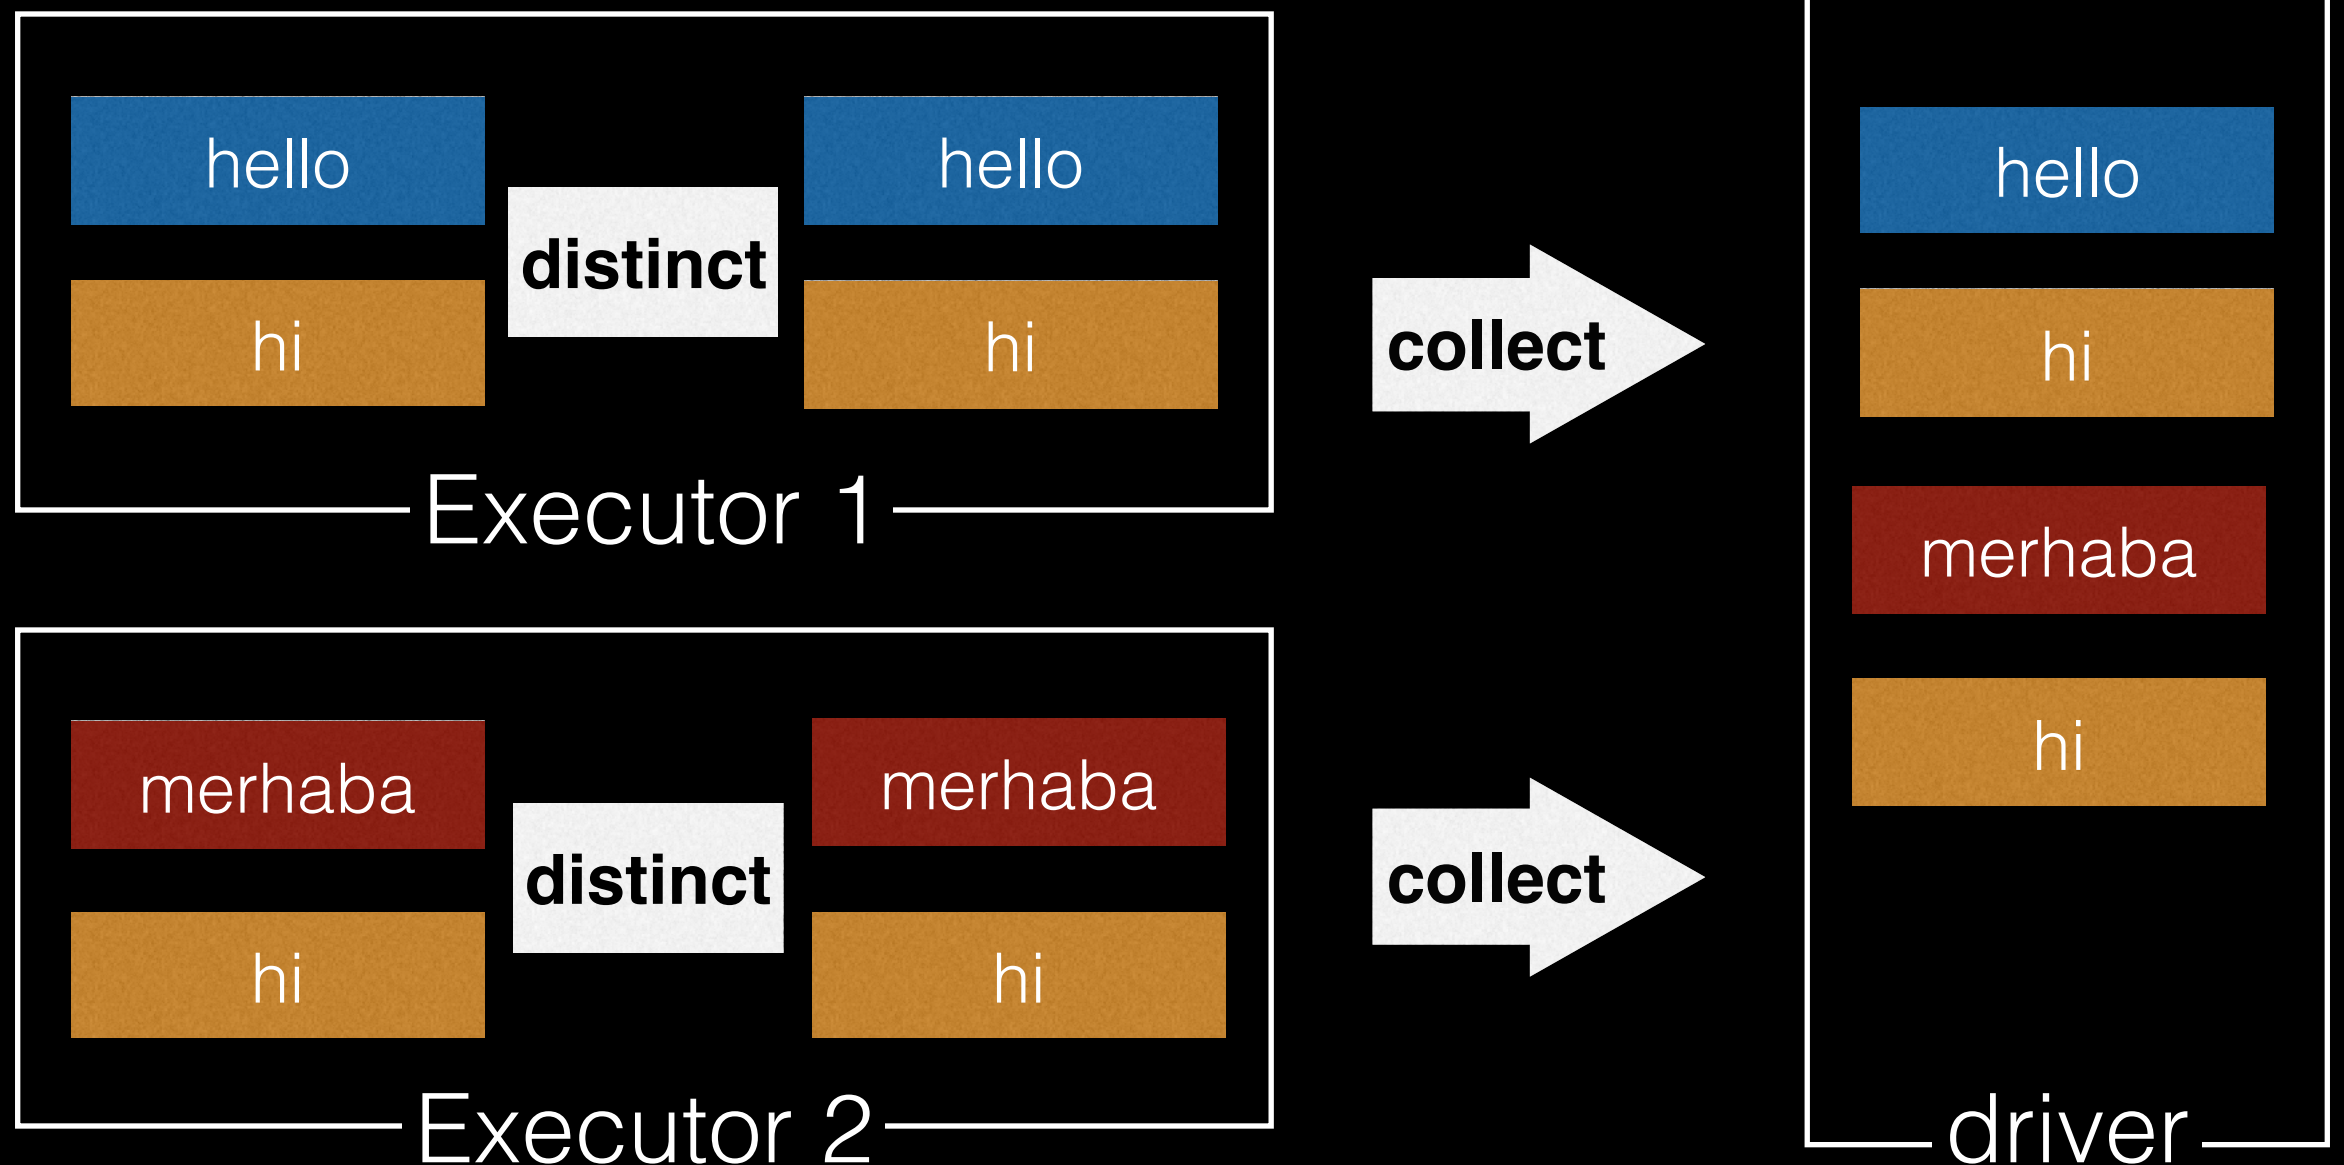 hello
distinct
hello
hi
hi
Executor 1
collect
merhaba
distinct
merhaba
hi
hi
Executor 2
collect
hello
hi
merhaba
hi
driver